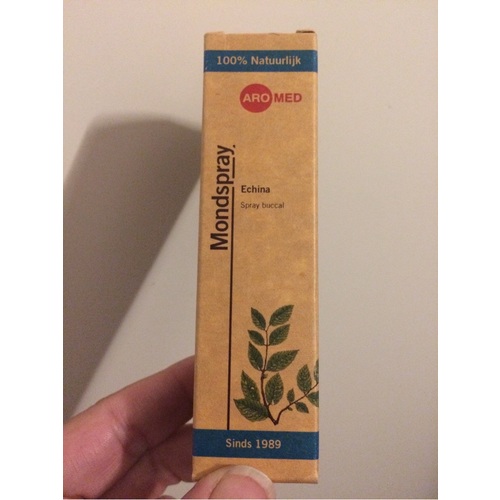 100% Natuurlijk
AROMED
Mondspray
Echina
Spray buccal
Sinds 1989